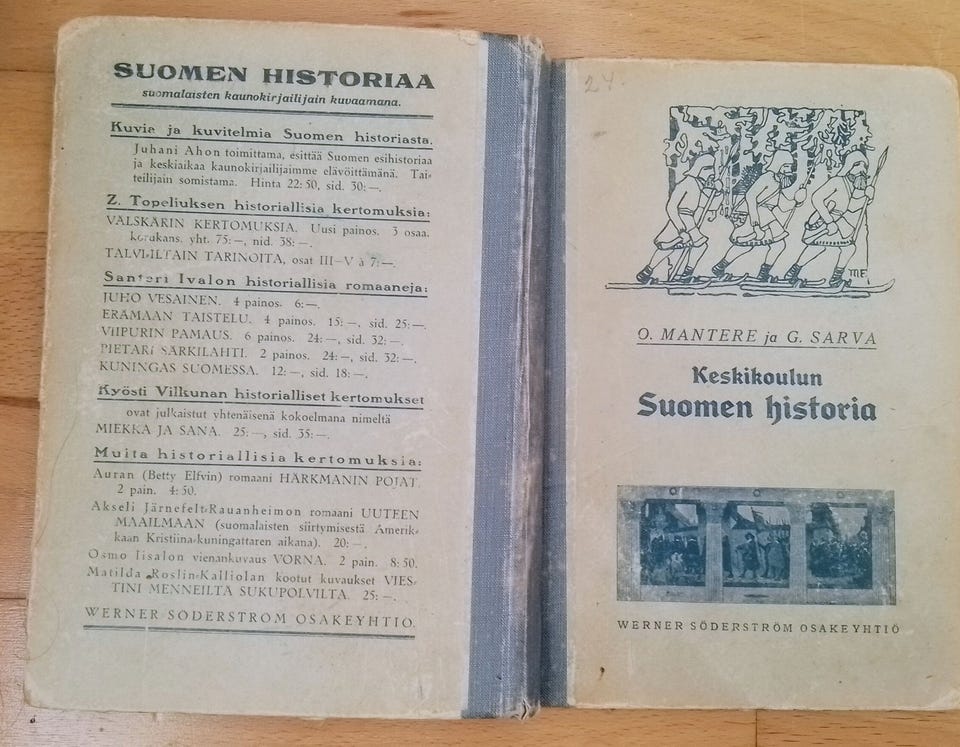 SUOMEN HISTORIAA
suomalaisten kaunokirjailijain kuvaamana.
Kuvia ja kuvitelmia Suomen historiasta.
Juhani Ahon toimittama, esittää Suomen esihistoriaa
ja keskiaikaa kaunokirjailijaimme elävöittämänä. Tai-
teilijain somistama. Hinta 22:50, sid. 30:—.
Z. Topeliuksen historiallisia kertomuksia:
VÄLSKÄRIN KERTOMUKSIA. Uusi painos. 3 osaa.
korukans. yht. 75:—, nid. 38:—.
TALVI-ILTAIN TARINOITA, osat III—V à 7:—.
Santeri Ivalon historiallisia romaaneja:
JUHO VESAINEN. 4 painos. 6:—.
ERÄMAAN TAISTELU. 4 painos. 15:—, sid. 25:—.
VIIPURIN PAMAUS. 6 painos. 24:—, sid. 32:—.
PIETARI SÄRKILAHTI. 2 painos. 24:—, sid. 32:—.
KUNINGAS SUOMESSA. 12:—, sid. 18:—.
Kyösti Vilkunan historialliset kertomukset
ovat julkaistut yhtenäisenä kokoelmana nimeltä
MIEKKA JA SANA. 25:—, sid. 35:—.
Muita historiallisia kertomuksia:
Auran (Betty Elfvin) romaani HÄRKMANIN POJAT.
2 pain. 4:50.
Akseli Järnefelt-Rauanheimon romaani UUTEEN
MAAILMAAN (suomalaisten siirtymisestä Amerik-
kaan Kristiina-kuningattaren aikana). 20:—.
Osmo Iisalon vienankuvaus VORNA. 2 pain. 8:50.
Matilda Roslin-Kalliolan kootut kuvaukset VIES-
TINI MENNEILTÄ SUKUPOLVILTA. 25:—.
WERNER SÖDERSTRÖM OSAKEYHTIÖ.
24.
O. MANTERE ja G. SARVA
Keskikoulun
Suomen historia
WERNER SÖDERSTRÖM OSAKEYHTIÖ